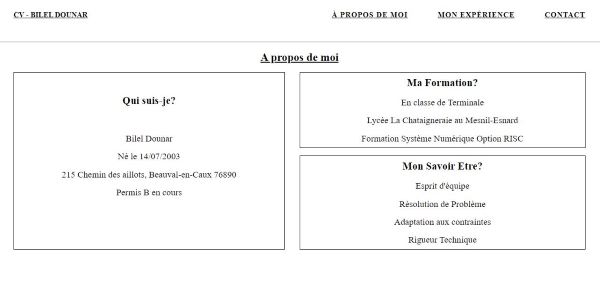 CV - BILEL DOUNAR
À PROPOS DE MOI
MON EXPÉRIENCE
CONTACT
A propos de moi
Qui suis-je?
Bilel Dounar
Né le 14/07/2003
215 Chemin des aillots, Beauval-en-Caux 76890
Permis B en cours
Ma Formation?
En classe de Terminale
Lycée La Chataigneraie au Mesnil-Esnard
Formation Système Numérique Option RISC
Mon Savoir Etre?
Esprit d'équipe
Résolution de Problème
Adaptation aux contraintes
Rigueur Technique